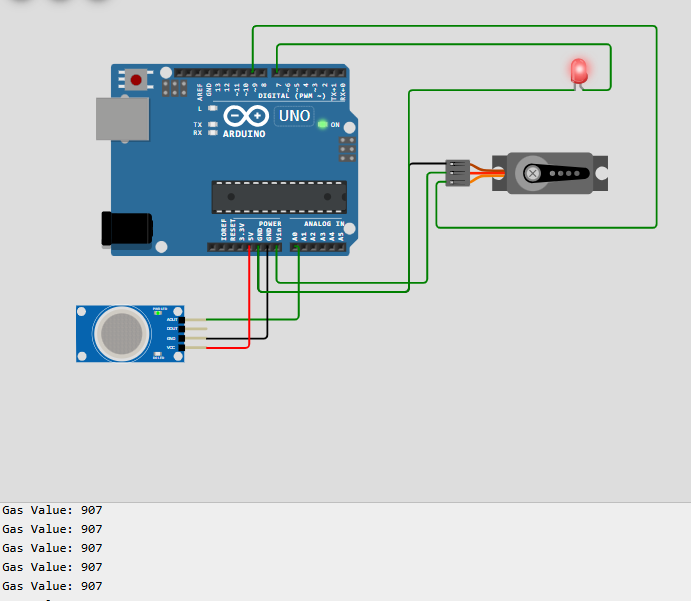 AREF
GND
13
12
~11
~10
~9
8
7
~6
~5
4
~3
2
TX→1
RX←0
DIGITAL (PWM ~)
L
TX
RX
UNO
ON
ARDUINO
IOREF
RESET
3.3V
5V
GND
GND
Vin
POWER
ANALOG IN
A0
A1
A2
A3
A4
A5
PWR LED
AOUT
DOUT
GND
VCC
Gas Value: 907
Gas Value: 907
Gas Value: 907
Gas Value: 907
Gas Value: 907